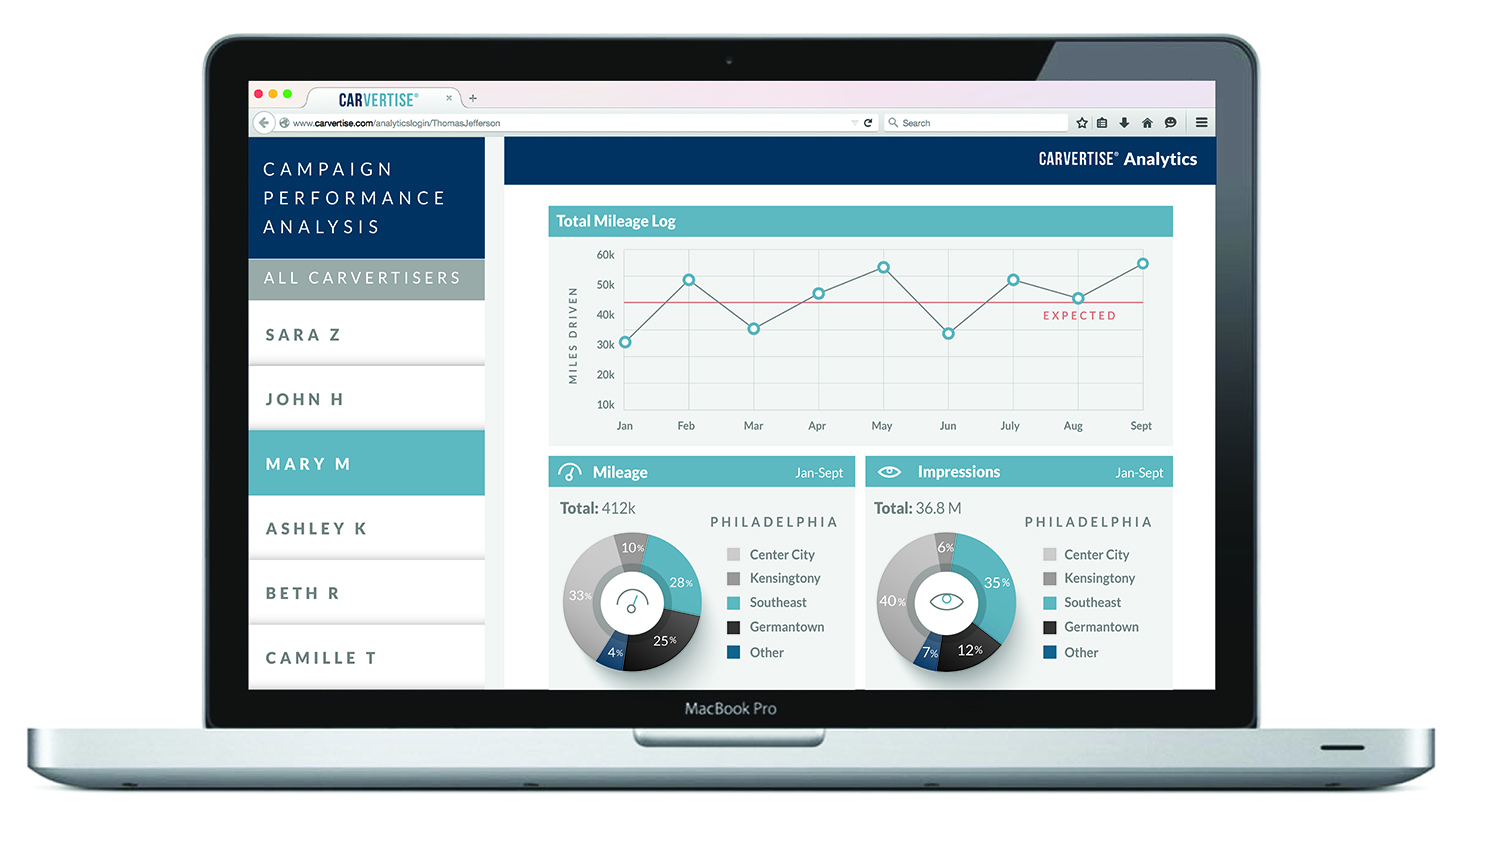 CARVERTISE®
www.carvertise.com/analyticslogin/ThomasJefferson
Search
CAMPAIGN
PERFORMANCE
ANALYSIS
ALL CARVERTISERS
SARA Z
JOHN H
MARY M
ASHLEY K
BETH R
CAMILLE T
CARVERTISE® Analytics
Total Mileage Log
MILES DRIVEN
60k
50k
40k
30k
20k
10k
EXPECTED
Jan Feb Mar Apr May Jun July Aug Sept
Mileage Jan-Sept
Total: 412k
PHILADELPHIA
10%
28%
33%
25%
4%
Center City
Kensingtony
Southeast
Germantown
Other
Impressions Jan-Sept
Total: 36.8 M
PHILADELPHIA
6%
35%
40%
12%
7%
Center City
Kensingtony
Southeast
Germantown
Other
MacBook Pro